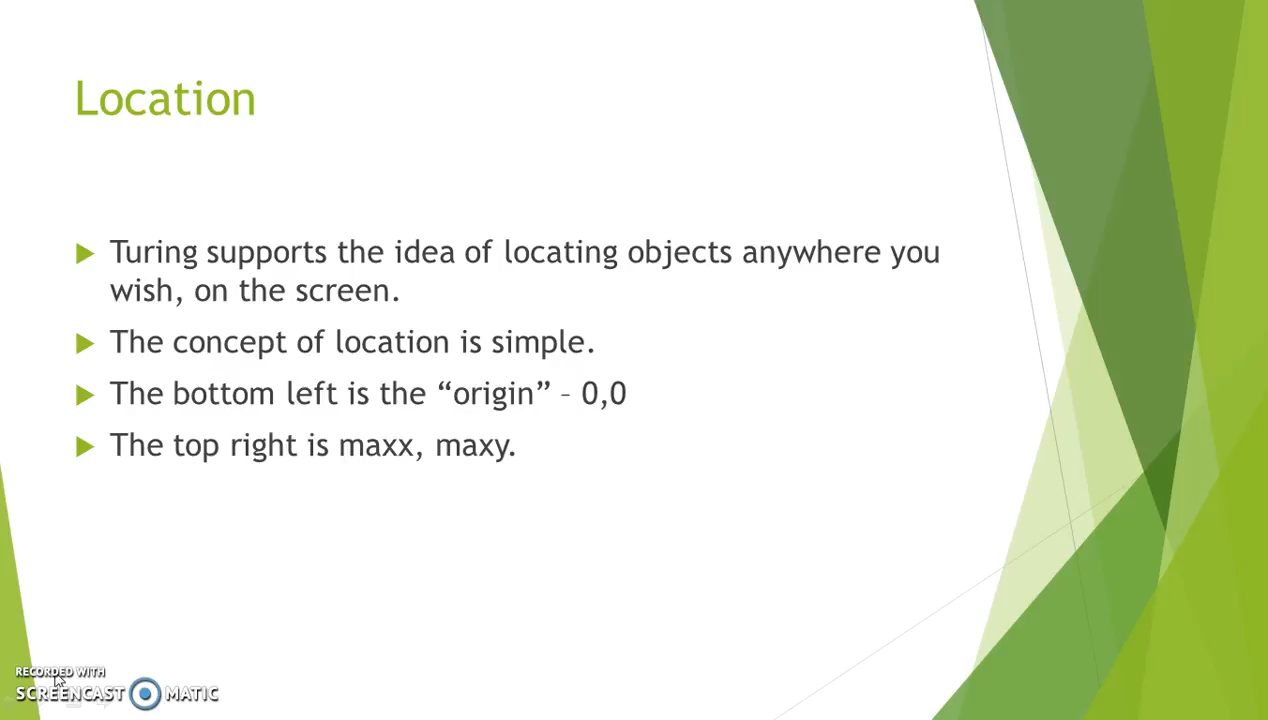 Location
Turing supports the idea of locating objects anywhere you
wish, on the screen.
The concept of location is simple.
The bottom left is the “origin” – 0,0
The top right is maxx, maxy.
RECORDED WITH
SCREENCAST MATIC